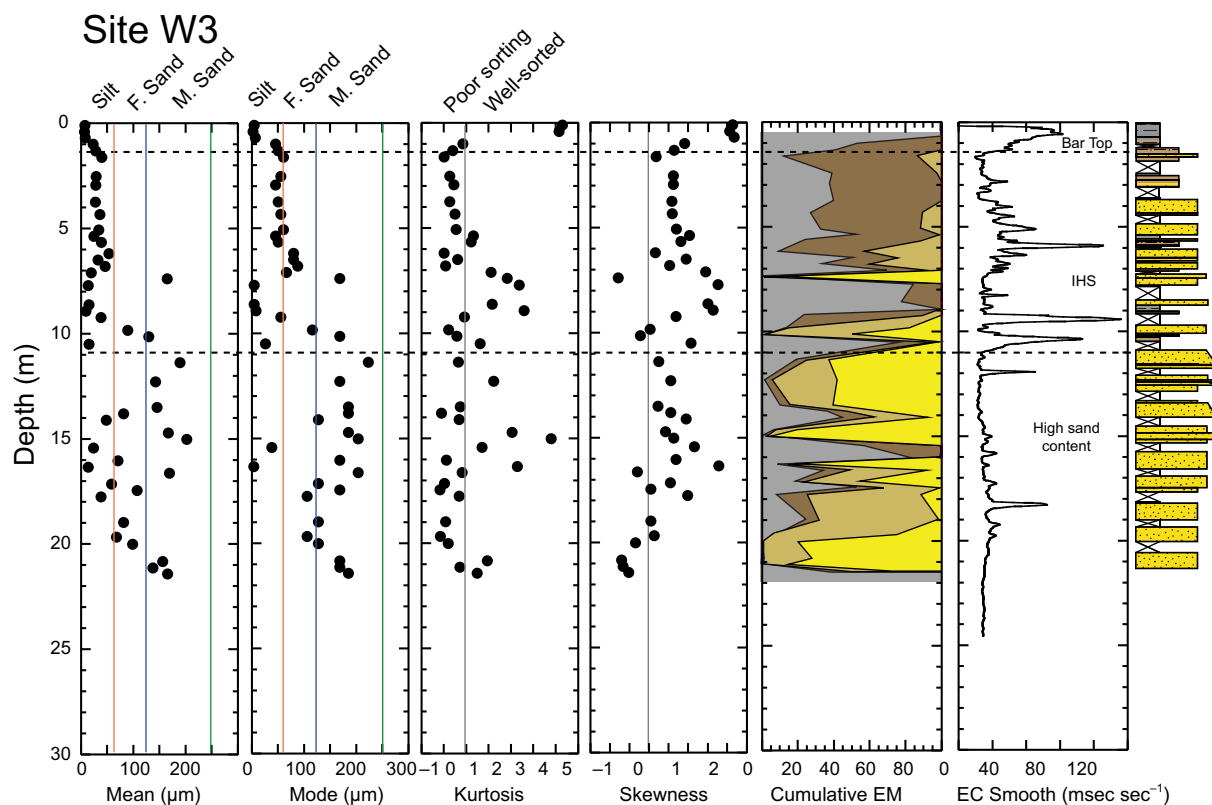 Site W3
Silt F. Sand M. Sand Silt F. Sand M. Sand Poor sorting Well-sorted
0
5
10
15
20
25
30
Depth (m)
Bar Top
IHS
High sand content
0 100 200 0 100 200 300 –1 0 1 2 3 4 5 –1 0 1 2 20 40 60 80 0 40 80 120
Mean (μm) Mode (μm) Kurtosis Skewness Cumulative EM EC Smooth (msec sec⁻¹)